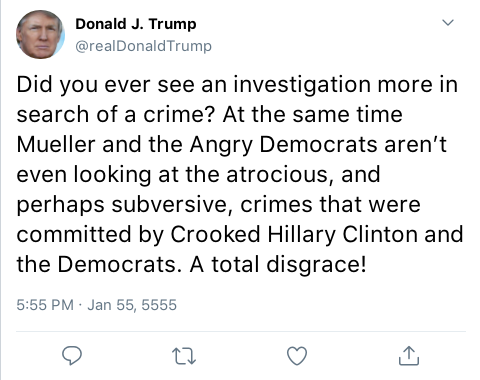 Donald J. Trump
@realDonaldTrump
Did you ever see an investigation more in
search of a crime? At the same time
Mueller and the Angry Democrats aren’t
even looking at the atrocious, and
perhaps subversive, crimes that were
committed by Crooked Hillary Clinton and
the Democrats. A total disgrace!
5:55 PM · Jan 55, 5555